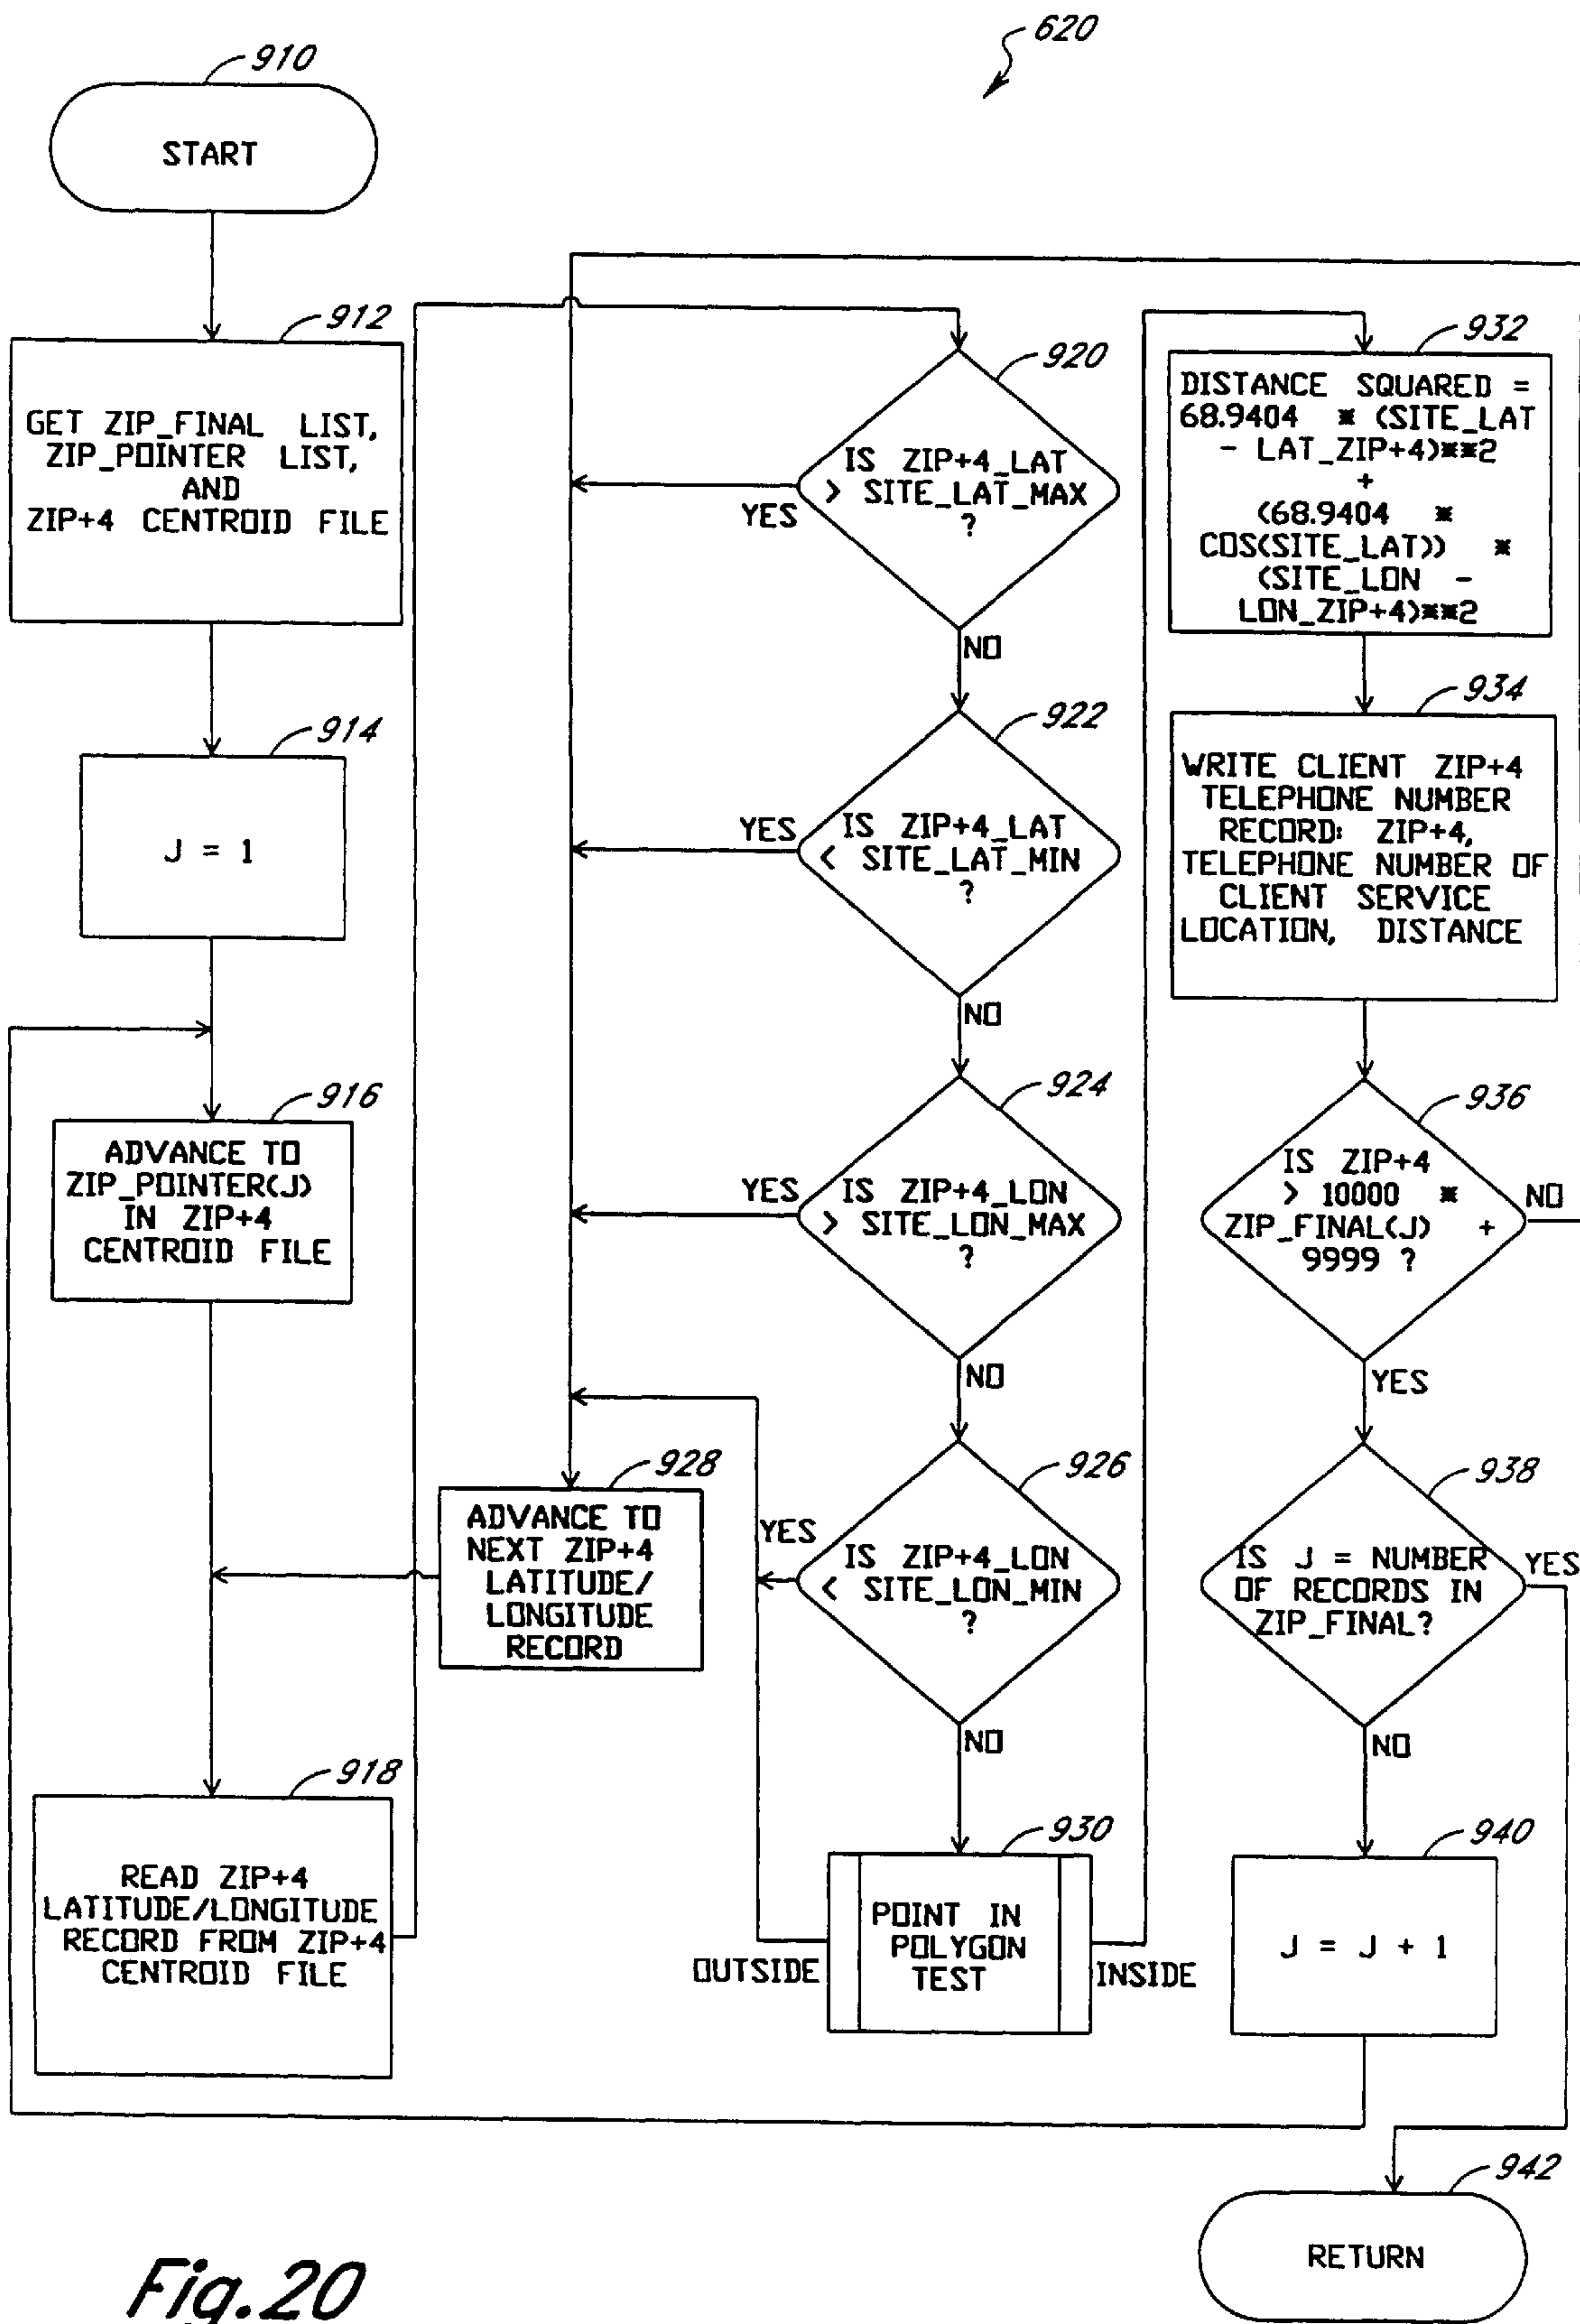 620
910
START
912
GET ZIP_FINAL LIST,
ZIP_POINTER LIST,
AND
ZIP+4 CENTROID FILE
914
J = 1
916
ADVANCE TO
ZIP_POINTER(J)
IN ZIP+4
CENTROID FILE
918
READ ZIP+4
LATITUDE/LONGITUDE
RECORD FROM ZIP+4
CENTROID FILE
920
IS ZIP+4_LAT
> SITE_LAT_MAX
?
YES
NO
922
IS ZIP+4_LAT
< SITE_LAT_MIN
?
YES
NO
924
IS ZIP+4_LON
> SITE_LON_MAX
?
YES
NO
926
IS ZIP+4_LON
< SITE_LON_MIN
?
YES
NO
928
ADVANCE TO
NEXT ZIP+4
LATITUDE/
LONGITUDE
RECORD
930
POINT IN
POLYGON
TEST
OUTSIDE
INSIDE
932
DISTANCE SQUARED =
68.9404 * (SITE_LAT
- LAT_ZIP+4)**2
+
(68.9404 *
COS(SITE_LAT)) *
(SITE_LON -
LON_ZIP+4)**2
934
WRITE CLIENT ZIP+4
TELEPHONE NUMBER
RECORD: ZIP+4,
TELEPHONE NUMBER OF
CLIENT SERVICE
LOCATION, DISTANCE
936
IS ZIP+4
> 10000 *
ZIP_FINAL(J) +
9999 ?
NO
YES
938
IS J = NUMBER
OF RECORDS IN
ZIP_FINAL?
YES
NO
940
J = J + 1
942
RETURN
Fig.20